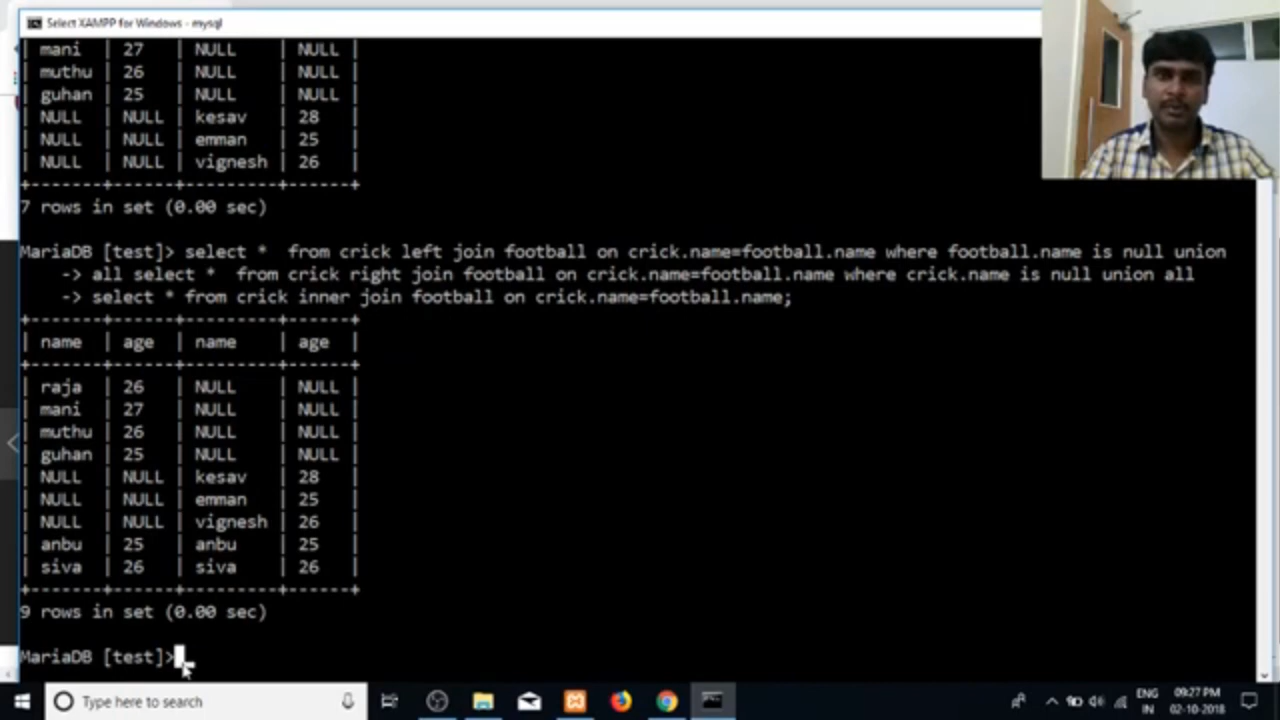 Select XAMPP for Windows - mysql
| mani | 27 | NULL | NULL |
| muthu | 26 | NULL | NULL |
| guhan | 25 | NULL | NULL |
| NULL | NULL | kesav | 28 |
| NULL | NULL | emman | 25 |
| NULL | NULL | vignesh | 26 |
+-------+------+---------+------+
7 rows in set (0.00 sec)
MariaDB [test]> select *  from crick left join football on crick.name=football.name where football.name is null union
-> all select *  from crick right join football on crick.name=football.name where crick.name is null union all
-> select * from crick inner join football on crick.name=football.name;
+-------+------+---------+------+
| name | age | name | age |
+-------+------+---------+------+
| raja | 26 | NULL | NULL |
| mani | 27 | NULL | NULL |
| muthu | 26 | NULL | NULL |
| guhan | 25 | NULL | NULL |
| NULL | NULL | kesav | 28 |
| NULL | NULL | emman | 25 |
| NULL | NULL | vignesh | 26 |
| anbu | 25 | anbu | 25 |
| siva | 26 | siva | 26 |
+-------+------+---------+------+
9 rows in set (0.00 sec)
MariaDB [test]>
Type here to search
ENG 09:27 PM
IN 02-10-2018